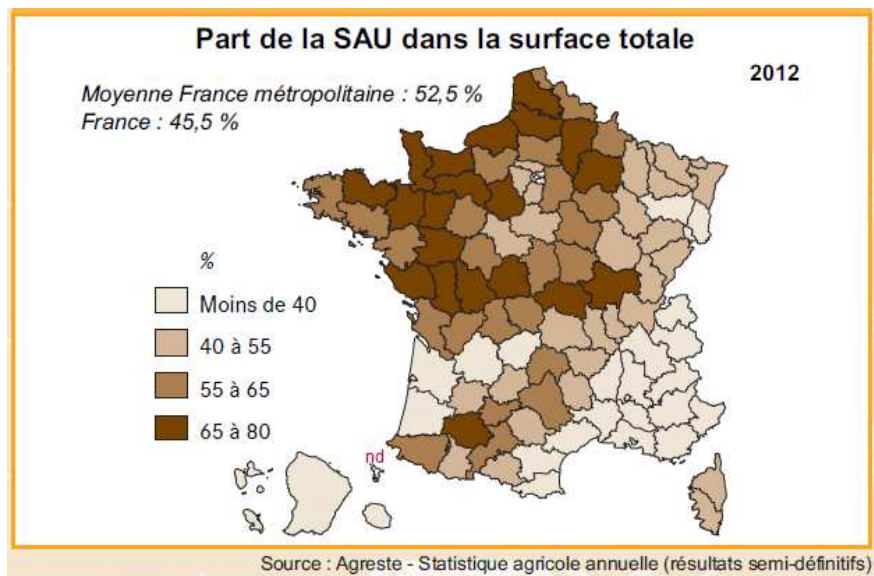 Part de la SAU dans la surface totale
2012
Moyenne France métropolitaine : 52,5 %
France : 45,5 %
%
Moins de 40
40 à 55
55 à 65
65 à 80
nd
Source : Agreste - Statistique agricole annuelle (résultats semi-définitifs)